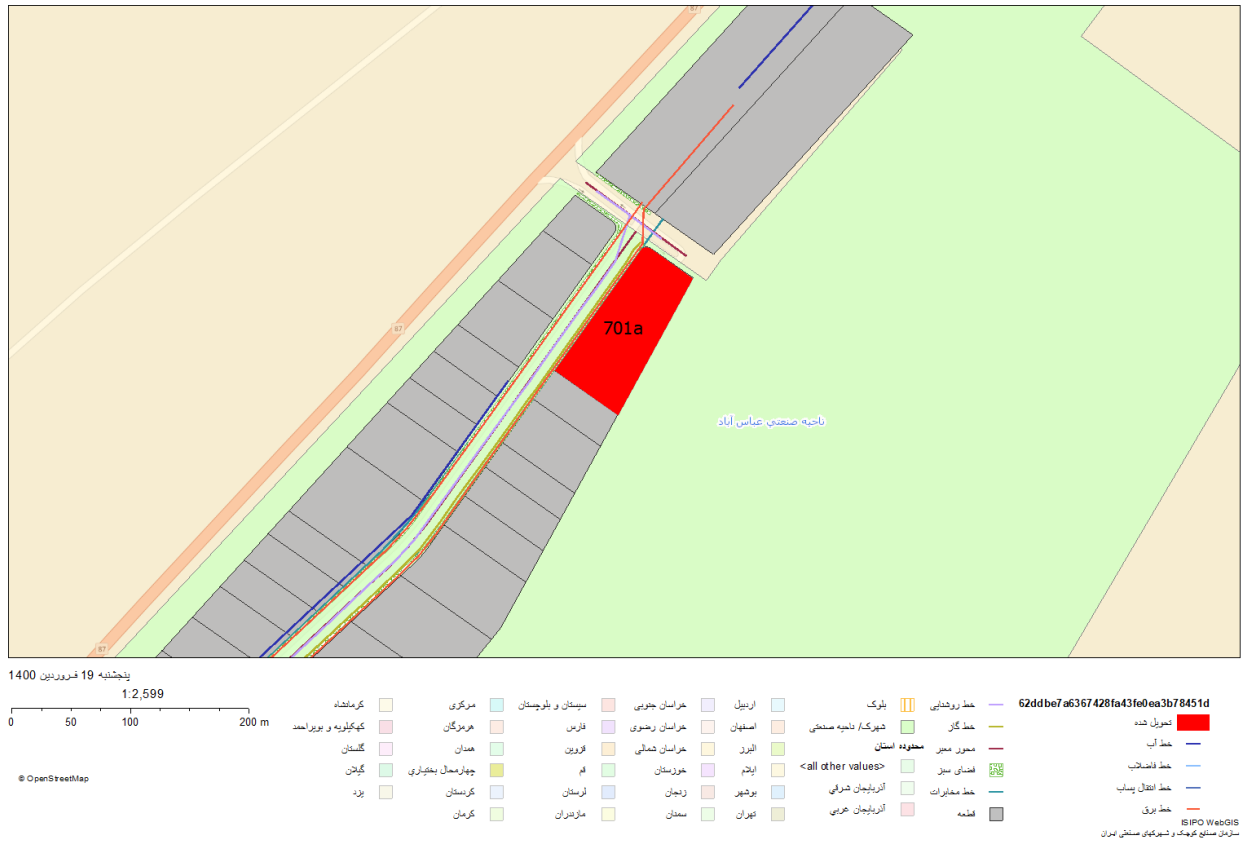 87
701a
87
ناحیه صنعتی عباس آباد
87
پنجشنبه 19 فروردین 1400
1:2,599
0 50 100 200 m
© OpenStreetMap
62ddbe7a6367428fa43fe0ea3b78451d
تحویل شده
خط آب
خط فاضلاب
خط انتقال پساب
خط برق
خط روشنایی
خط گاز
محور معبر
فضای سبز
خط مخابرات
قطعه
بلوک
شهرک/ ناحیه صنعتی
محدوده استان
<all other values>
آذربایجان شرقی
آذربایجان غربی
اردبیل
اصفهان
البرز
ایلام
بوشهر
تهران
خراسان جنوبی
خراسان رضوی
خراسان شمالی
خوزستان
زنجان
سمنان
سیستان و بلوچستان
فارس
قزوین
قم
لرستان
مازندران
مرکزی
هرمزگان
همدان
چهارمحال بختیاری
کردستان
کرمان
کرمانشاه
کهکیلویه و بویراحمد
گلستان
گیلان
یزد
ISIPO WebGIS
سازمان صنایع کوچک و شهرکهای صنعتی ایران